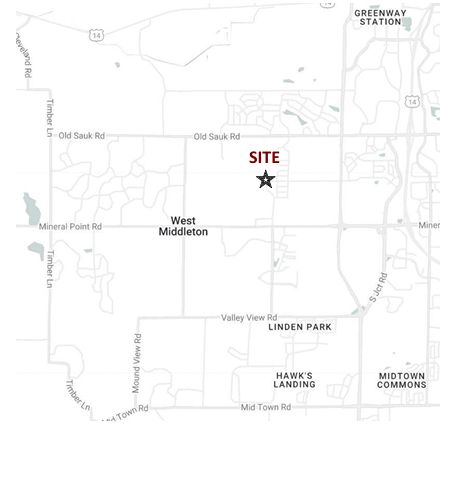 GREENWAY
STATION
14
Cleveland Rd
14
Timber Ln
Old Sauk Rd
Old Sauk Rd
SITE
West
Middleton
Mineral Point Rd
Miner
Timber Ln
S Jct Rd
Valley View Rd
LINDEN PARK
Mound View Rd
HAWK'S
LANDING
MIDTOWN
COMMONS
Timber Ln
Mid Town Rd
Mid Town Rd